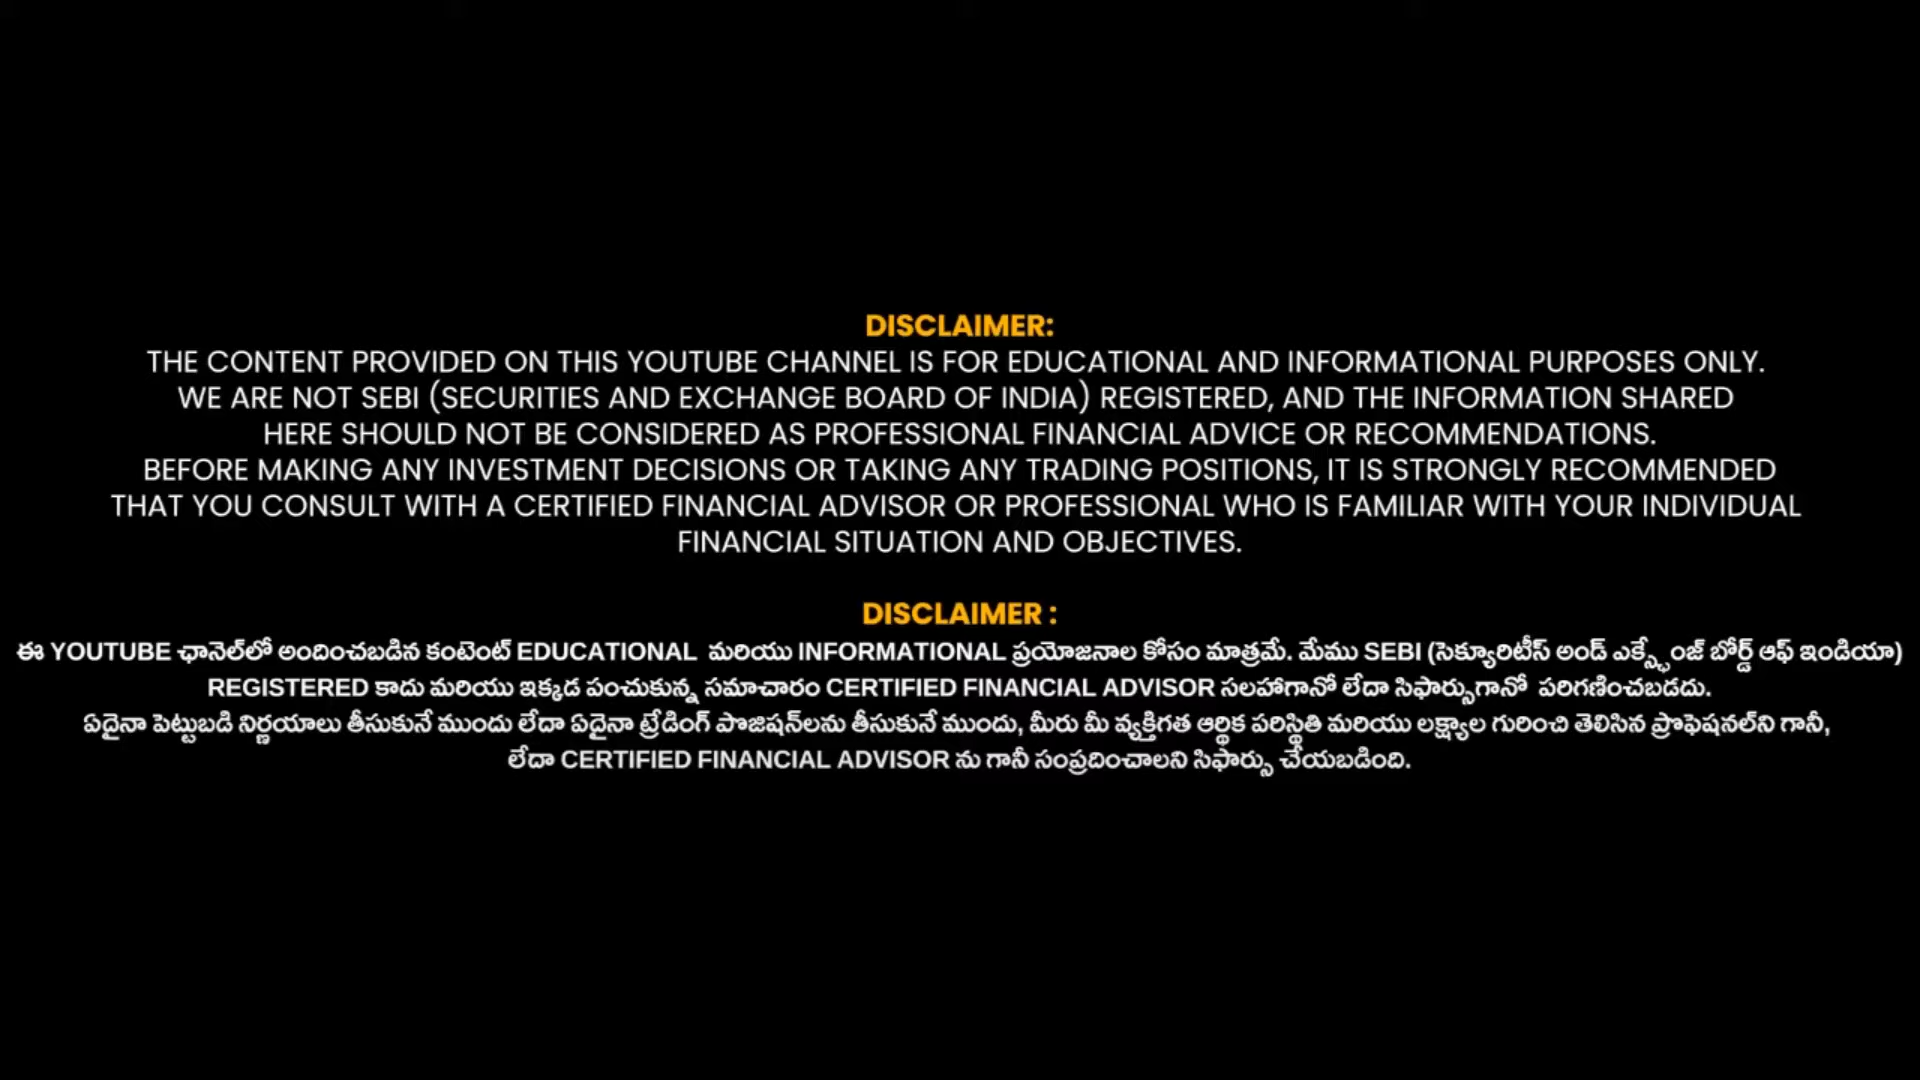 DISCLAIMER:
THE CONTENT PROVIDED ON THIS YOUTUBE CHANNEL IS FOR EDUCATIONAL AND INFORMATIONAL PURPOSES ONLY.
WE ARE NOT SEBI (SECURITIES AND EXCHANGE BOARD OF INDIA) REGISTERED, AND THE INFORMATION SHARED
HERE SHOULD NOT BE CONSIDERED AS PROFESSIONAL FINANCIAL ADVICE OR RECOMMENDATIONS.
BEFORE MAKING ANY INVESTMENT DECISIONS OR TAKING ANY TRADING POSITIONS, IT IS STRONGLY RECOMMENDED
THAT YOU CONSULT WITH A CERTIFIED FINANCIAL ADVISOR OR PROFESSIONAL WHO IS FAMILIAR WITH YOUR INDIVIDUAL
FINANCIAL SITUATION AND OBJECTIVES.
DISCLAIMER :
ఈ YOUTUBE ఛానెల్‌లో అందించబడిన కంటెంట్ EDUCATIONAL మరియు INFORMATIONAL ప్రయోజనాల కోసం మాత్రమే. మేము SEBI (సెక్యూరిటీస్ అండ్ ఎక్స్ఛేంజ్ బోర్డ్ ఆఫ్ ఇండియా)
REGISTERED కాదు మరియు ఇక్కడ పంచుకున్న సమాచారం CERTIFIED FINANCIAL ADVISOR సలహాగానో లేదా సిఫార్సుగానో పరిగణించబడదు.
ఏదైనా పెట్టుబడి నిర్ణయాలు తీసుకునే ముందు లేదా ఏదైనా ట్రేడింగ్ పొజిషన్‌లను తీసుకునే ముందు, మీరు మీ వ్యక్తిగత ఆర్థిక పరిస్థితి మరియు లక్ష్యాల గురించి తెలిసిన ప్రొఫెషనల్‌ని గానీ,
లేదా CERTIFIED FINANCIAL ADVISOR ను గానీ సంప్రదించాలని సిఫార్సు చేయబడింది.